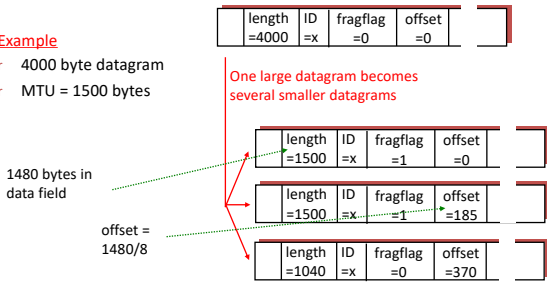 Example
4000 byte datagram
MTU = 1500 bytes
length ID fragflag offset
=4000 =x =0 =0
One large datagram becomes
several smaller datagrams
length ID fragflag offset
=1500 =x =1 =0
1480 bytes in
data field
length ID fragflag offset
=1500 =x =1 =185
offset =
1480/8
length ID fragflag offset
=1040 =x =0 =370